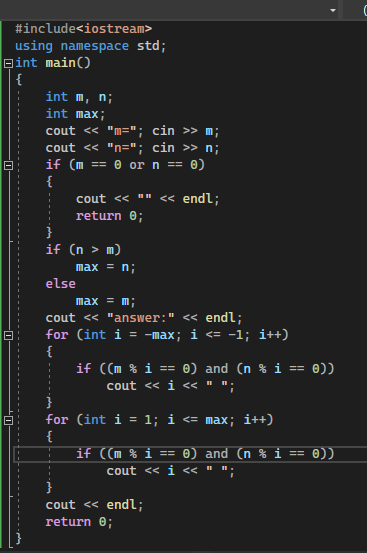 #include<iostream>
using namespace std;
int main()
{
    int m, n;
    int max;
    cout << "m="; cin >> m;
    cout << "n="; cin >> n;
    if (m == 0 or n == 0)
    {
        cout << "" << endl;
        return 0;
    }
    if (n > m)
        max = n;
    else
        max = m;
    cout << "answer:" << endl;
    for (int i = -max; i <= -1; i++)
    {
        if ((m % i == 0) and (n % i == 0))
            cout << i << " ";
    }
    for (int i = 1; i <= max; i++)
    {
        if ((m % i == 0) and (n % i == 0))
            cout << i << " ";
    }
    cout << endl;
    return 0;
}